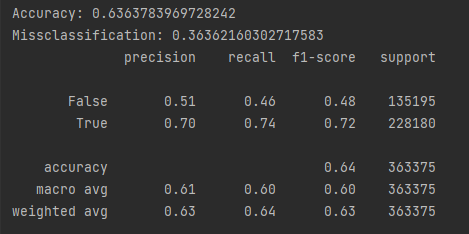 Accuracy: 0.6363783969728242
Missclassification: 0.36362160302717583
precision recall f1-score support
False 0.51 0.46 0.48 135195
True 0.70 0.74 0.72 228180
accuracy 0.64 363375
macro avg 0.61 0.60 0.60 363375
weighted avg 0.63 0.64 0.63 363375